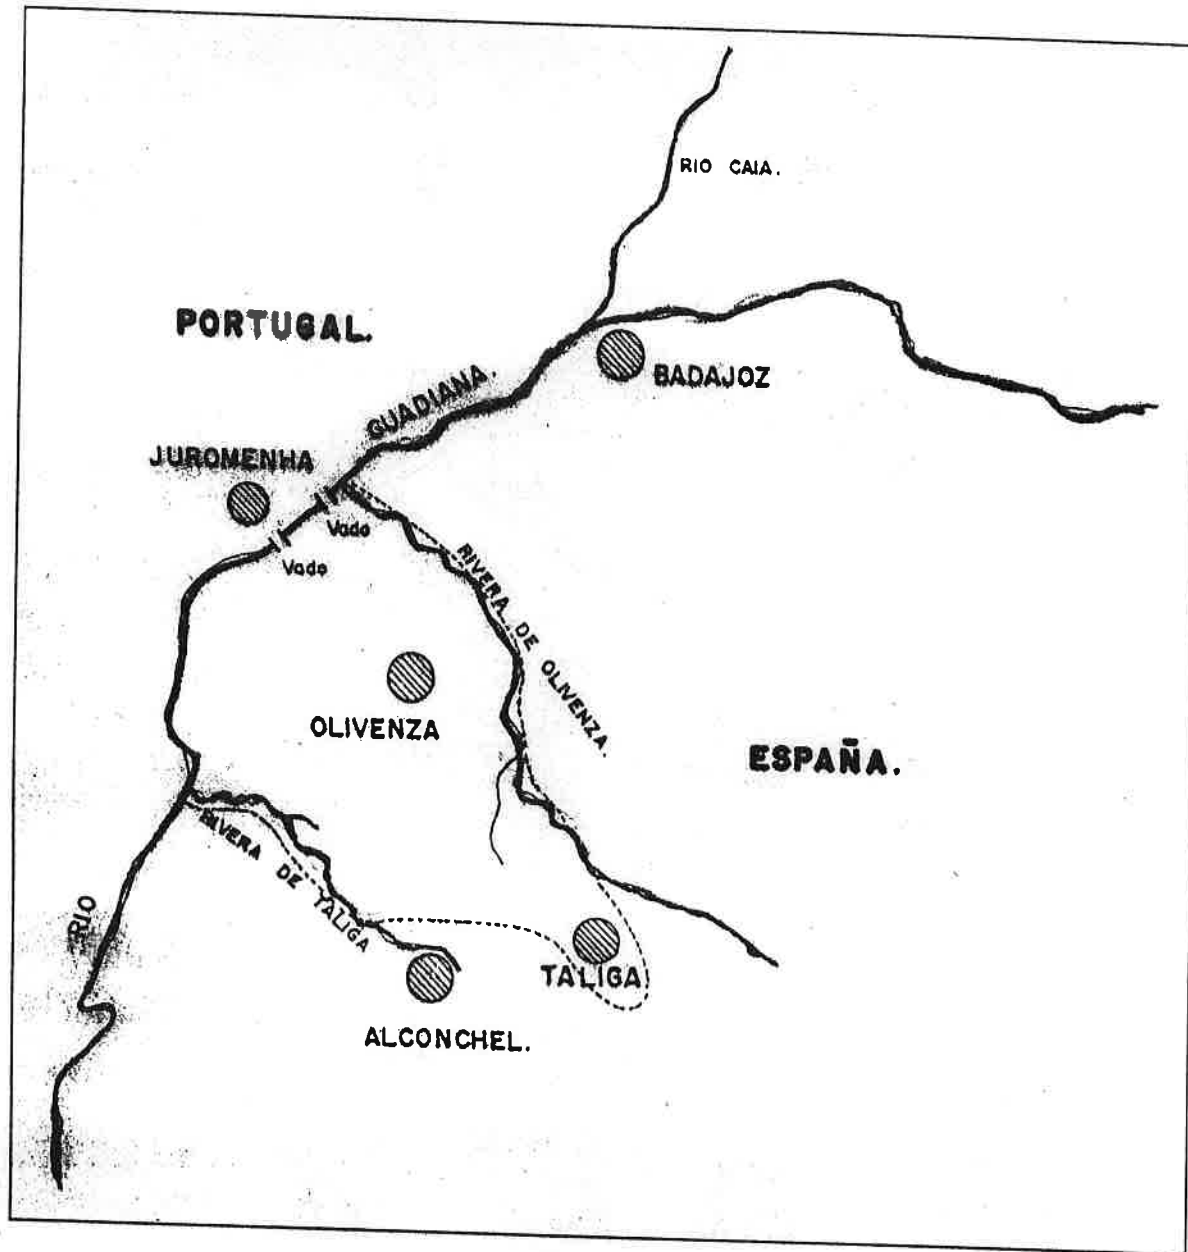 RIO CAIA.
PORTUGAL.
BADAJOZ
GUADIANA.
JUROMENHA
Vado
Vado
RIVERA DE OLIVENZA.
OLIVENZA
ESPAÑA.
RIVERA DE TALIGA
RIO
TALIGA
ALCONCHEL.